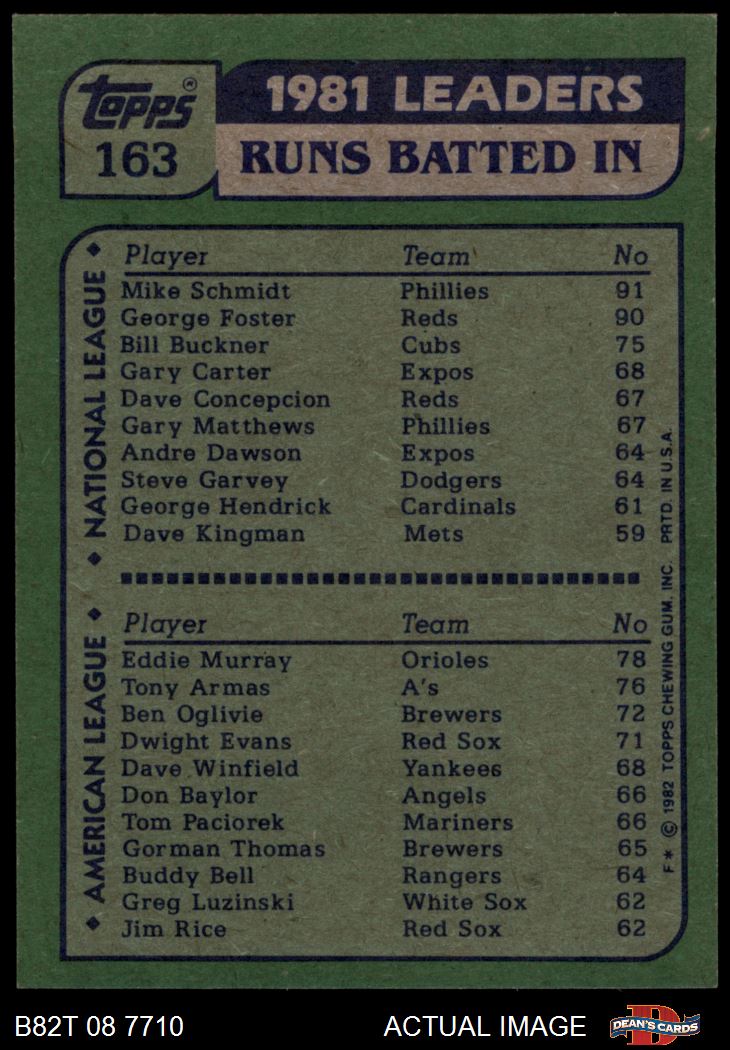 Topps®
163
1981 LEADERS
RUNS BATTED IN
NATIONAL LEAGUE
Player Team No
Mike Schmidt Phillies 91
George Foster Reds 90
Bill Buckner Cubs 75
Gary Carter Expos 68
Dave Concepcion Reds 67
Gary Matthews Phillies 67
Andre Dawson Expos 64
Steve Garvey Dodgers 64
George Hendrick Cardinals 61
Dave Kingman Mets 59
AMERICAN LEAGUE
Player Team No
Eddie Murray Orioles 78
Tony Armas A's 76
Ben Oglivie Brewers 72
Dwight Evans Red Sox 71
Dave Winfield Yankees 68
Don Baylor Angels 66
Tom Paciorek Mariners 66
Gorman Thomas Brewers 65
Buddy Bell Rangers 64
Greg Luzinski White Sox 62
Jim Rice Red Sox 62
F* © 1982 TOPPS CHEWING GUM, INC. PRTD. IN U.S.A.
B82T 08 7710 ACTUAL IMAGE
D
DEAN'S CARDS